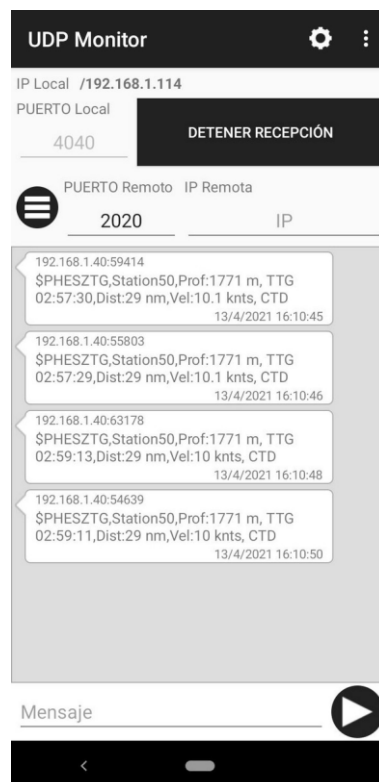 UDP Monitor
IP Local /192.168.1.114
PUERTO Local
4040
DETENER RECEPCIÓN
PUERTO Remoto IP Remota
2020 IP
192.168.1.40:59414
$PHESZTG,Station50,Prof:1771 m, TTG
02:57:30,Dist:29 nm,Vel:10.1 knts, CTD
13/4/2021 16:10:45
192.168.1.40:55803
$PHESZTG,Station50,Prof:1771 m, TTG
02:57:29,Dist:29 nm,Vel:10.1 knts, CTD
13/4/2021 16:10:46
192.168.1.40:63178
$PHESZTG,Station50,Prof:1771 m, TTG
02:59:13,Dist:29 nm,Vel:10 knts, CTD
13/4/2021 16:10:48
192.168.1.40:54639
$PHESZTG,Station50,Prof:1771 m, TTG
02:59:11,Dist:29 nm,Vel:10 knts, CTD
13/4/2021 16:10:50
Mensaje